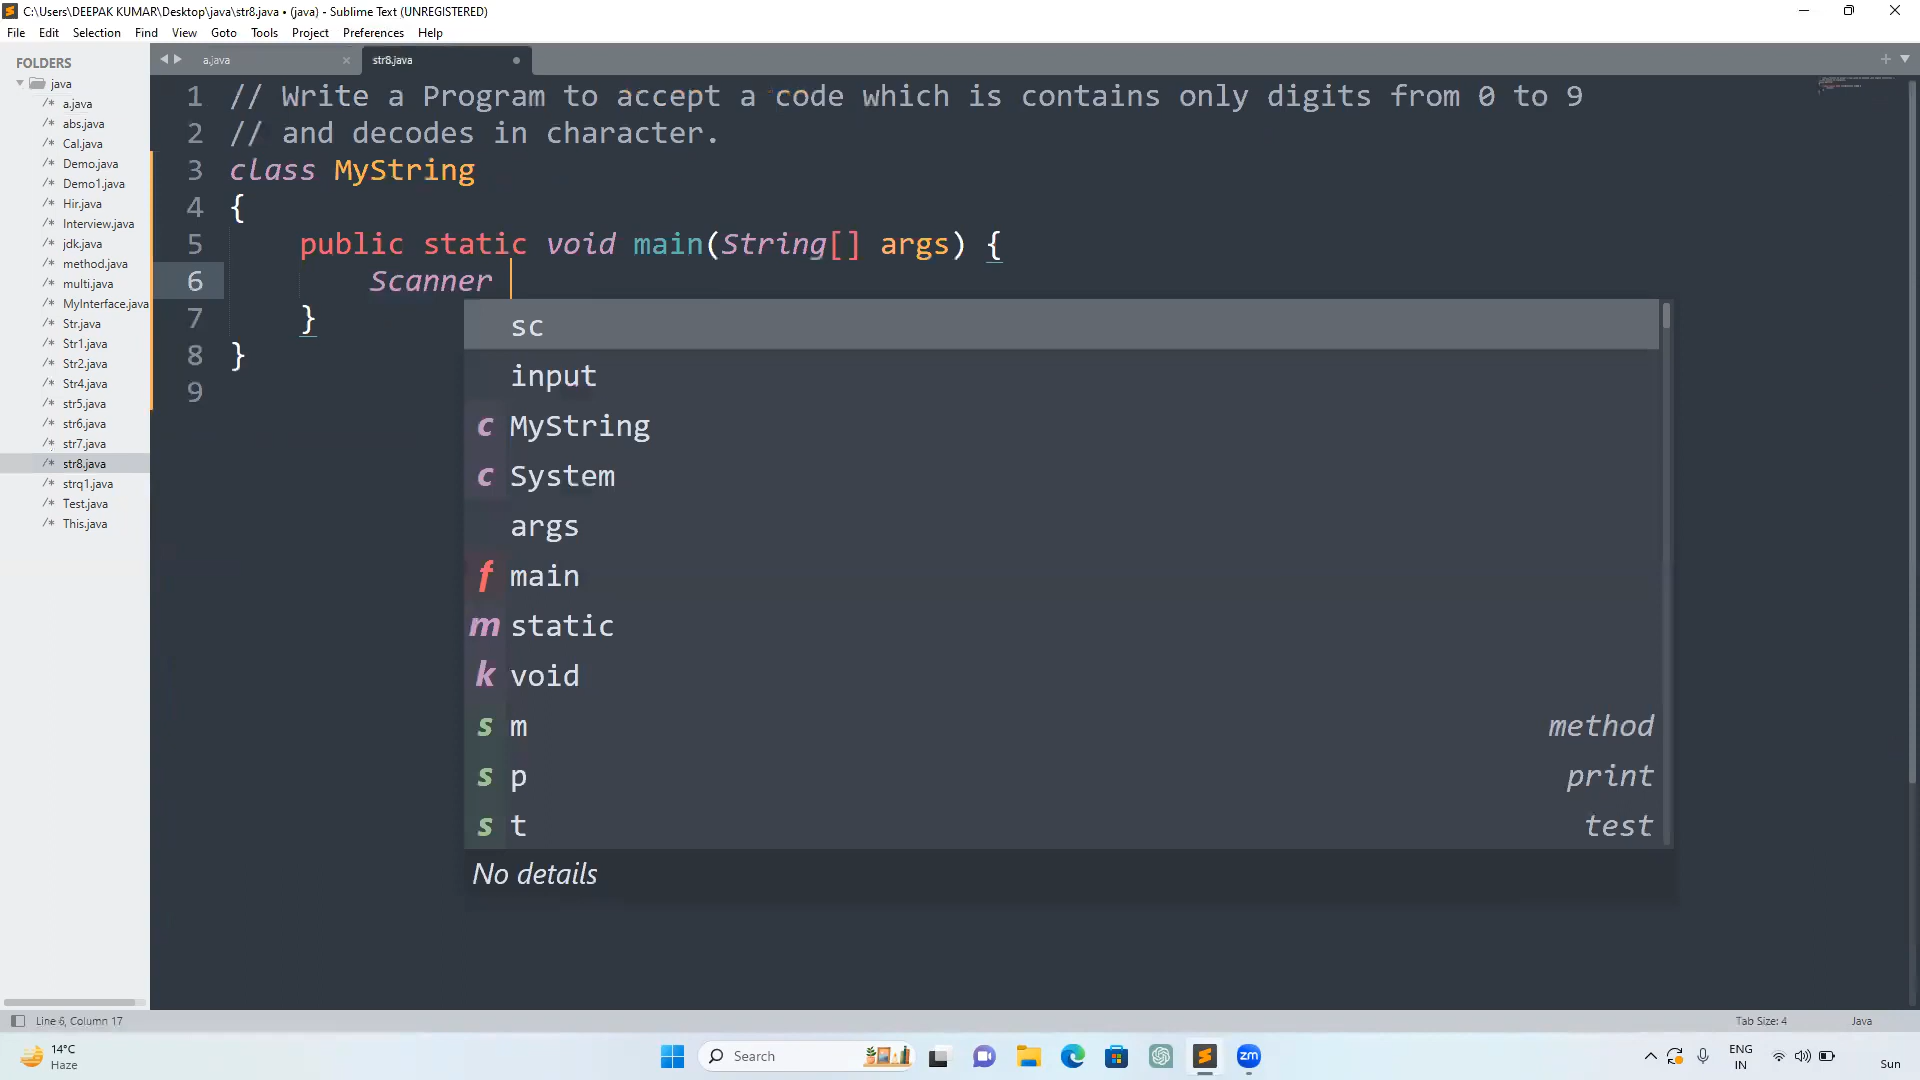 C:\Users\DEEPAK KUMAR\Desktop\java\str8.java • (java) - Sublime Text (UNREGISTERED)
File Edit Selection Find View Goto Tools Project Preferences Help
FOLDERS
java
a.java
abs.java
Cal.java
Demo.java
Demo1.java
Hir.java
Interview.java
jdk.java
method.java
multi.java
MyInterface.java
Str.java
Str1.java
Str2.java
Str4.java
str5.java
str6.java
str7.java
str8.java
strq1.java
Test.java
This.java
a.java
str8.java
1 // Write a Program to accept a code which is contains only digits from 0 to 9
2 // and decodes in character.
3 class MyString
4 {
5 public static void main(String[] args) {
6 Scanner
7 }
8 }
9
sc
input
c MyString
c System
args
f main
m static
k void
s m method
s p print
s t test
No details
Line 6, Column 17
Tab Size: 4
Java
14°C
Haze
Search
zm
ENG
IN
Sun